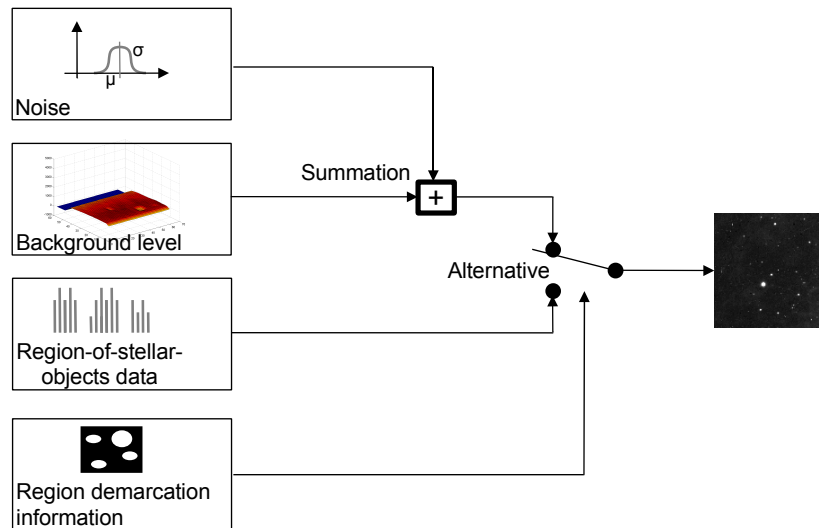 σ
μ
Noise
Summation
+
Background level
Alternative
Region-of-stellar-
objects data
Region demarcation
information